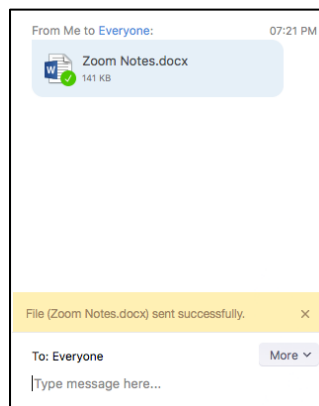 From Me to Everyone: 07:21 PM
Zoom Notes.docx
W
141 KB
File (Zoom Notes.docx) sent successfully. ×
To: Everyone More
Type message here...